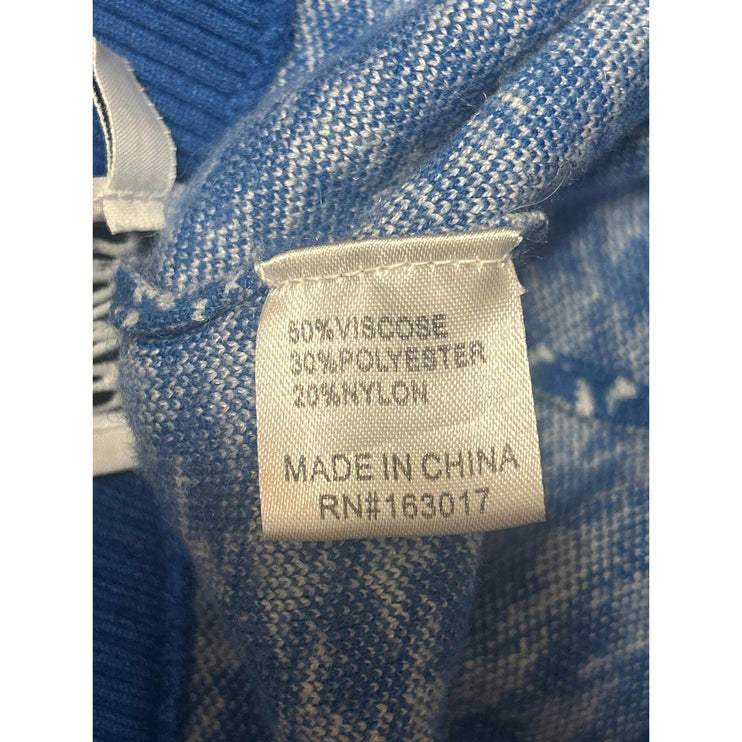 50%VISCOSE
30%POLYESTER
20%NYLON
MADE IN CHINA
RN#163017